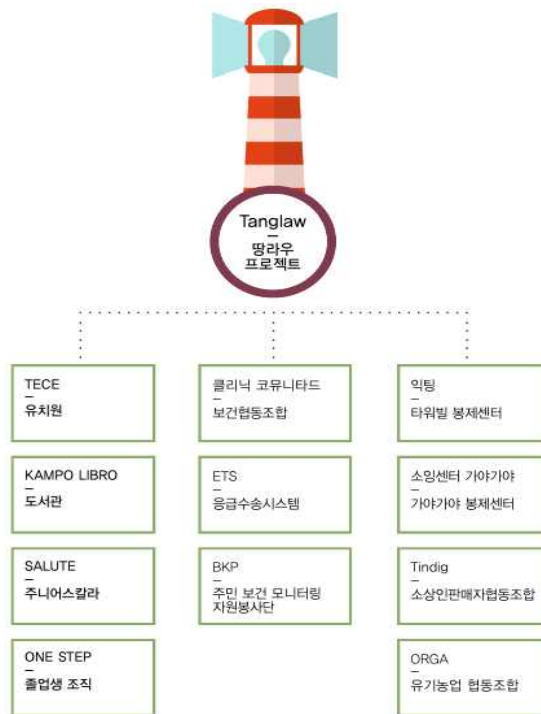 Tanglaw
–
땅라우
프로젝트
TECE
–
유치원
KAMPO LIBRO
–
도서관
SALUTE
–
주니어스칼라
ONE STEP
–
졸업생 조직
클리닉 코뮤니타드
–
보건협동조합
ETS
–
응급수송시스템
BKP
–
주민 보건 모니터링
자원봉사단
익팅
–
타워빌 봉제센터
소잉센터 가야가야
–
가야가야 봉제센터
Tindig
–
소상인판매자협동조합
ORGA
–
유기농업 협동조합